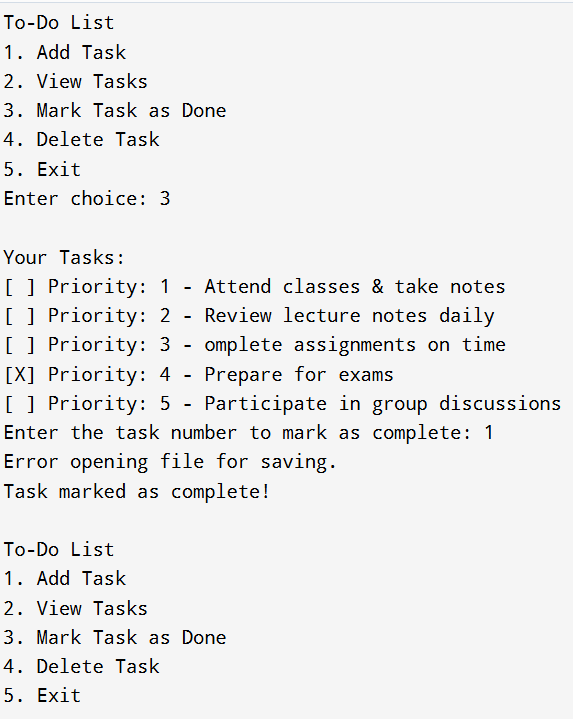 To-Do List
1. Add Task
2. View Tasks
3. Mark Task as Done
4. Delete Task
5. Exit
Enter choice: 3

Your Tasks:
[ ] Priority: 1 - Attend classes & take notes
[ ] Priority: 2 - Review lecture notes daily
[ ] Priority: 3 - omplete assignments on time
[X] Priority: 4 - Prepare for exams
[ ] Priority: 5 - Participate in group discussions
Enter the task number to mark as complete: 1
Error opening file for saving.
Task marked as complete!

To-Do List
1. Add Task
2. View Tasks
3. Mark Task as Done
4. Delete Task
5. Exit